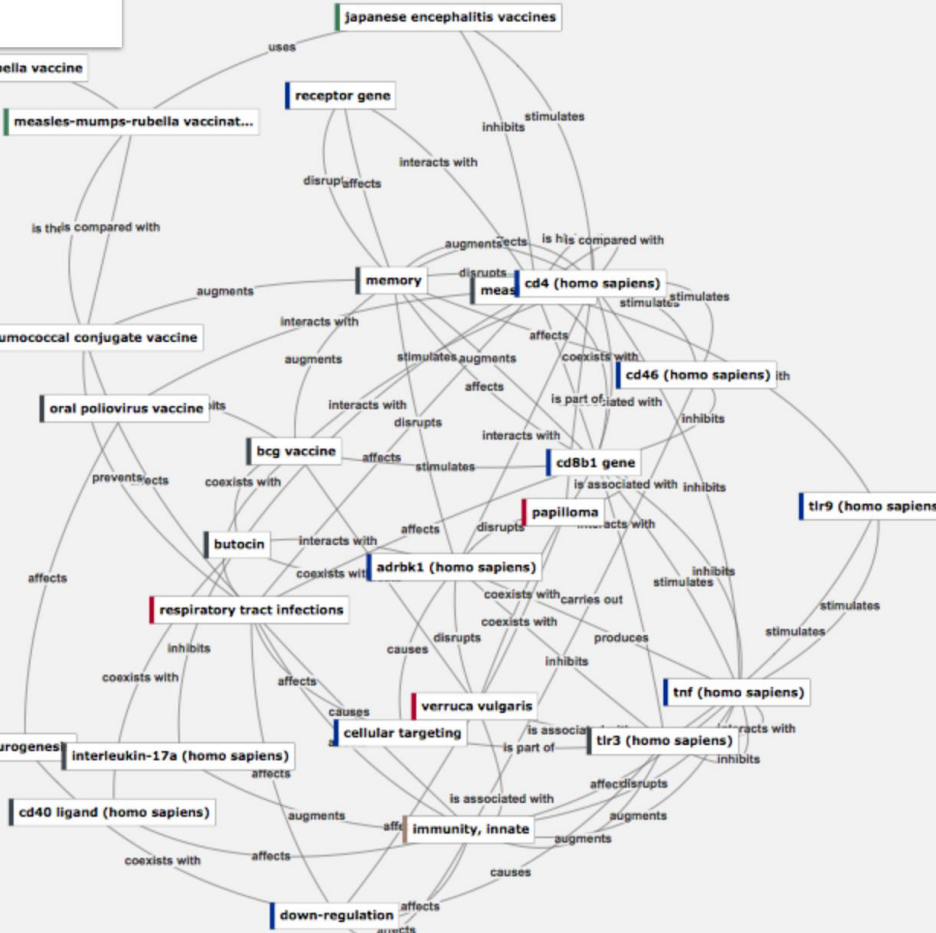 japanese encephalitis vaccines
uses
ella vaccine
receptor gene
measles-mumps-rubella vaccinat...
stimulates
inhibits
interacts with
affects
is compared with
is compared with
augments
disrupts
memory
cd4 (homo sapiens)
meas
augments
stimulates
stimulates
interacts with
affects
umococcal conjugate vaccine
augments
stimulates
augments
coexists with
cd46 (homo sapiens)
affects
is part of
oral poliovirus vaccine
interacts with
inhibits
disrupts
interacts with
bcg vaccine
affects
stimulates
cd8b1 gene
prevents
coexists with
is associated with
inhibits
tlr9 (homo sapiens
papilloma
affects
disrupts
butocin
interacts with
adrbk1 (homo sapiens)
affects
inhibits
stimulates
coexists with
carries out
respiratory tract infections
stimulates
coexists with
stimulates
disrupts
produces
inhibits
causes
inhibits
coexists with
affects
tnf (homo sapiens)
verruca vulgaris
causes
cellular targeting
tlr3 (homo sapiens)
is part of
interleukin-17a (homo sapiens)
inhibits
affects
disrupts
is associated with
cd40 ligand (homo sapiens)
augments
augments
immunity, innate
augments
coexists with
affects
causes
affects
down-regulation
affects